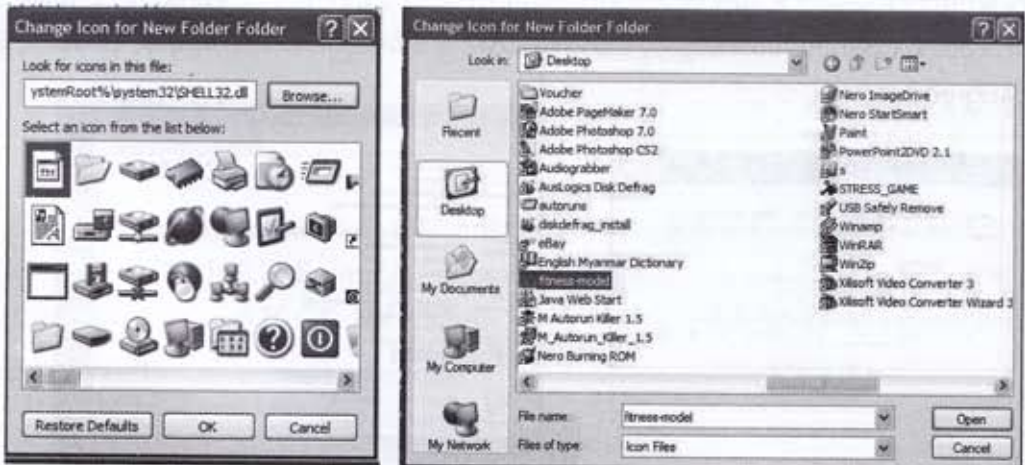 Change Icon for New Folder Folder
Look for icons in this file:
ystemRoot%\system32\SHELL32.dll
Browse...
Select an icon from the list below:
Restore Defaults
OK
Cancel
Change Icon for New Folder Folder
Look in:
Desktop
Recent
Desktop
My Documents
My Computer
My Network
Voucher
Adobe PageMaker 7.0
Adobe Photoshop 7.0
Adobe Photoshop CS2
Audiograbber
AusLogics Disk Defrag
autoruns
diskdefrag_install
eBay
English Myanmar Dictionary
fitness-model
Java Web Start
M Autorun Killer 1.5
M_Autorun_Killer_1.5
Nero Burning ROM
Nero ImageDrive
Nero StartSmart
Paint
PowerPoint2DVD 2.1
s
STRESS_GAME
USB Safely Remove
Winamp
WinRAR
WinZip
Xilisoft Video Converter 3
Xilisoft Video Converter Wizard 3
File name:
fitness-model
Open
Files of type:
Icon Files
Cancel